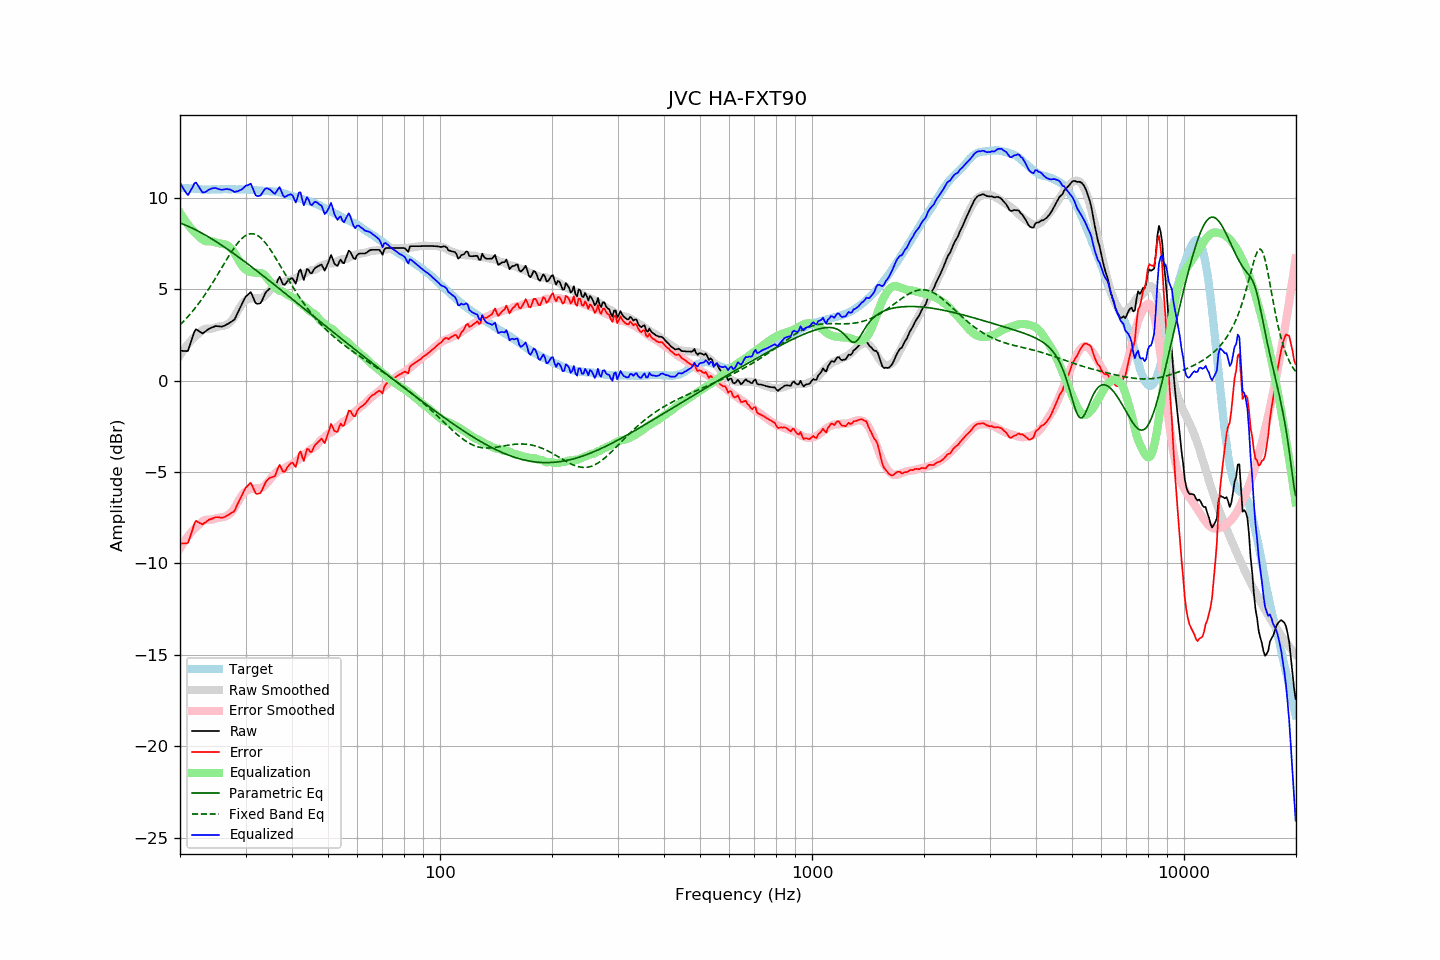 JVC HA-FXT90
Amplitude (dBr)
10
5
0
−5
−10
−15
−20
−25
Target
Raw Smoothed
Error Smoothed
Raw
Error
Equalization
Parametric Eq
Fixed Band Eq
Equalized
100
1000
10000
Frequency (Hz)